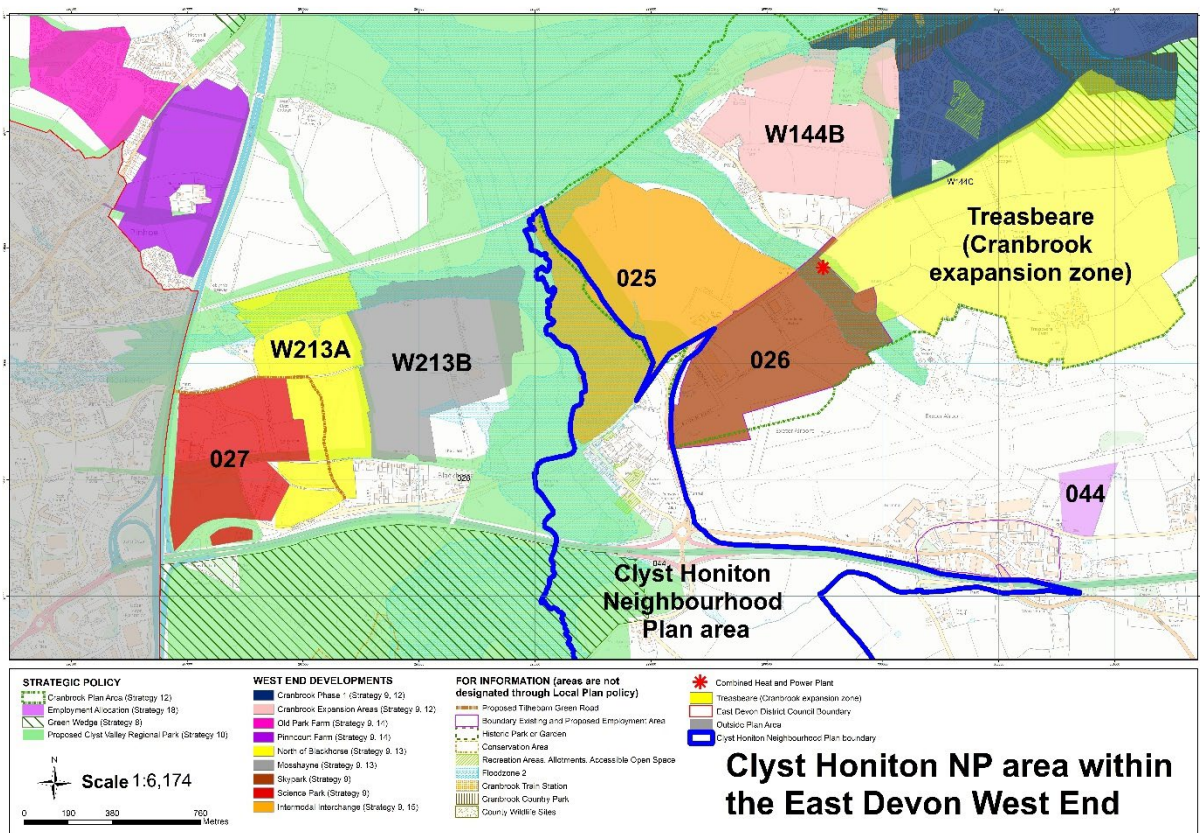 W144B
W144C
Treasbeare
(Cranbrook
exapansion zone)
025
W213A
W213B
026
027
Blackhorse
026
044
044
Clyst Honiton
Neighbourhood
Plan area
STRATEGIC POLICY
Cranbrook Plan Area (Strategy 12)
Employment Allocation (Strategy 18)
Green Wedge (Strategy 8)
Proposed Clyst Valley Regional Park (Strategy 10)
N
Scale 1:6,174
0 190 380 760
Metres
WEST END DEVELOPMENTS
Cranbrook Phase 1 (Strategy 9, 12)
Cranbrook Expansion Areas (Strategy 9, 12)
Old Park Farm (Strategy 9, 14)
Pinncourt Farm (Strategy 9, 14)
North of Blackhorse (Strategy 9, 13)
Mosshayne (Strategy 9, 13)
Skypark (Strategy 9)
Science Park (Strategy 9)
Intermodal Interchange (Strategy 9, 15)
FOR INFORMATION (areas are not
designated through Local Plan policy)
Proposed Tithebarn Green Road
Boundary Existing and Proposed Employment Area
Historic Park or Garden
Conservation Area
Recreation Areas, Allotments, Accessible Open Space
Floodzone 2
Cranbrook Train Station
Cranbrook Country Park
County Wildlife Sites
Combined Heat and Power Plant
Treasbeare (Cranbrook expansion zone)
East Devon District Council Boundary
Outside Plan Area
Clyst Honiton Neighbourhood Plan boundary
Clyst Honiton NP area within
the East Devon West End